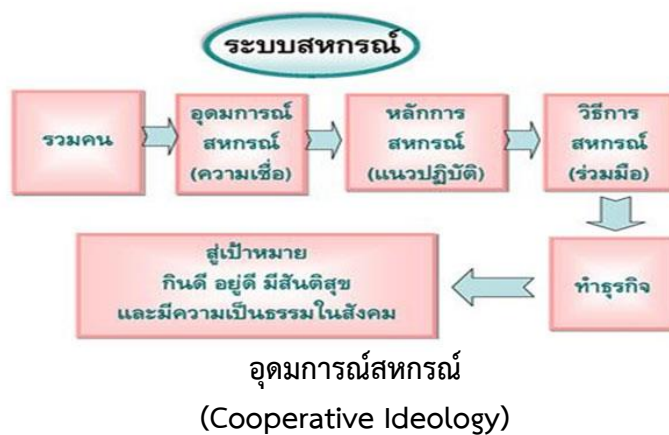 ระบบสหกรณ์
รวมคน
อุดมการณ์
สหกรณ์
(ความเชื่อ)
หลักการ
สหกรณ์
(แนวปฏิบัติ)
วิธีการ
สหกรณ์
(ร่วมมือ)
ทำธุรกิจ
สู่เป้าหมาย
กินดี อยู่ดี มีสันติสุข
และมีความเป็นธรรมในสังคม
อุดมการณ์สหกรณ์
(Cooperative Ideology)